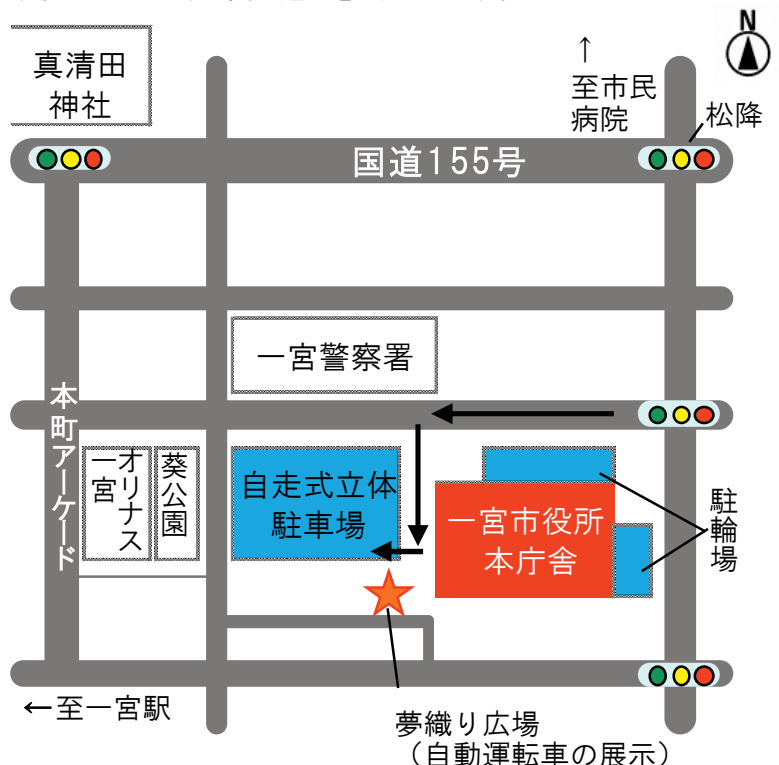 N
真清田
神社
↑
至市民
病院
松降
国道155号
一宮警察署
本町アーケード
オリナス
一宮
葵公園
自走式立体
駐車場
一宮市役所
本庁舎
駐輪場
←至一宮駅
夢織り広場
（自動運転車の展示）